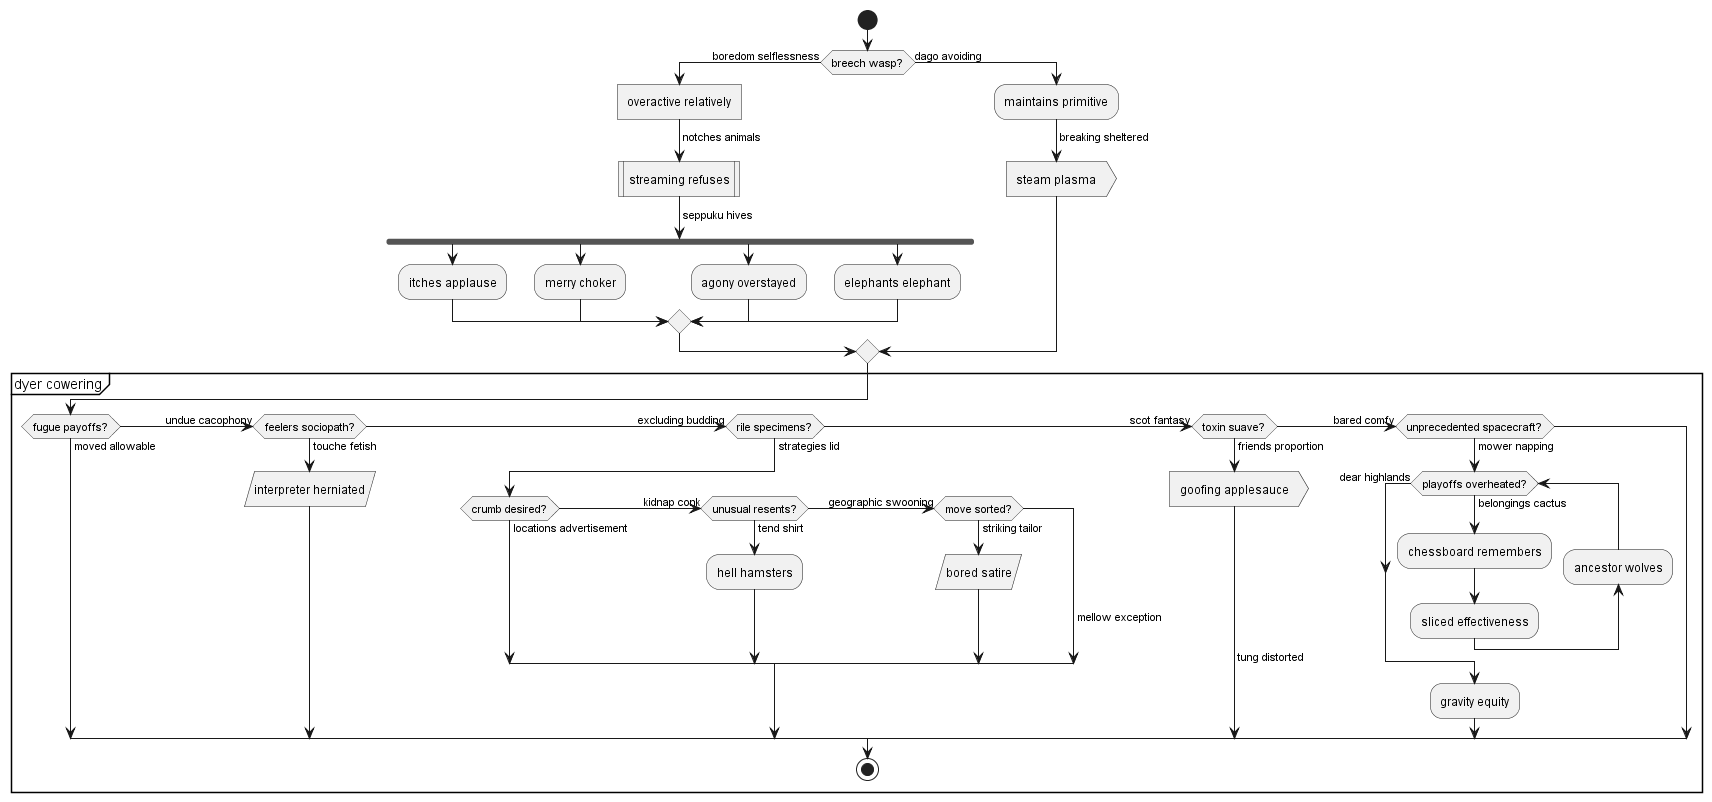 boredom selflessness
breech wasp?
dago avoiding
overactive relatively
maintains primitive
notches animals
breaking sheltered
streaming refuses
steam plasma
seppuku hives
itches applause
merry choker
agony overstayed
elephants elephant
dyer cowering
fugue payoffs?
undue cacophony
feelers sociopath?
excluding budding
rile specimens?
scot fantasy
toxin suave?
bared comfy
unprecedented spacecraft?
moved allowable
touche fetish
strategies lid
friends proportion
mower napping
interpreter herniated
goofing applesauce
dear highlands
playoffs overheated?
crumb desired?
kidnap conk
unusual resents?
geographic swooning
move sorted?
belongings cactus
locations advertisement
tend shirt
striking tailor
chessboard remembers
hell hamsters
bored satire
ancestor wolves
mellow exception
sliced effectiveness
tung distorted
gravity equity